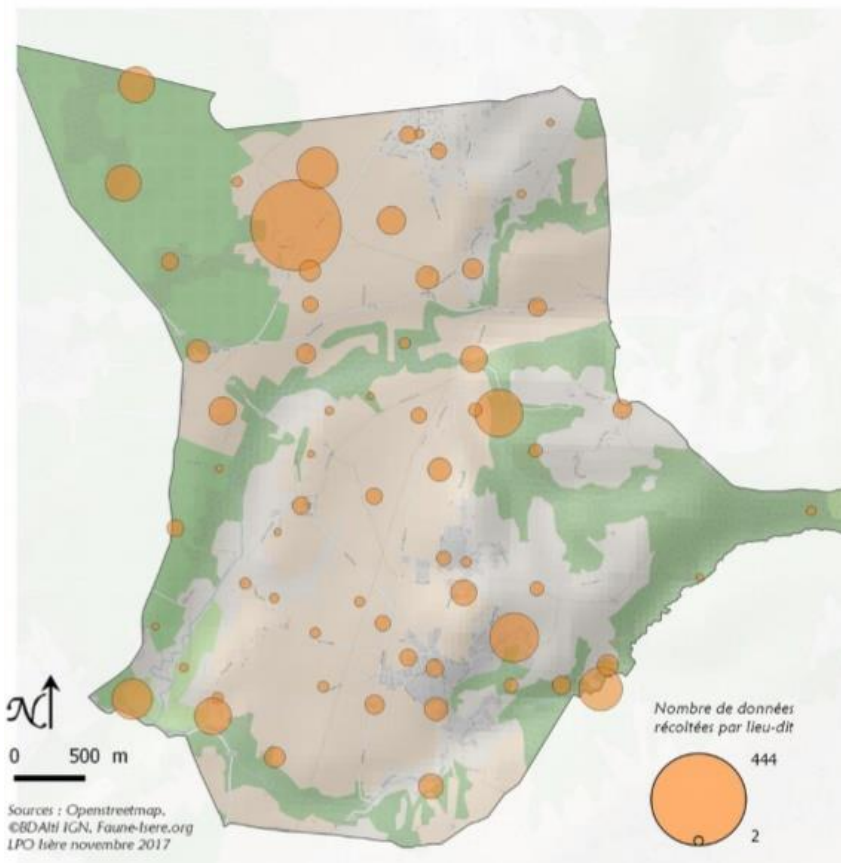 N
0 500 m
Sources : Openstreetmap,
©BDAlti IGN, Faune-Isere.org
LPO Isère novembre 2017
Nombre de données
récoltées par lieu-dit
444
2